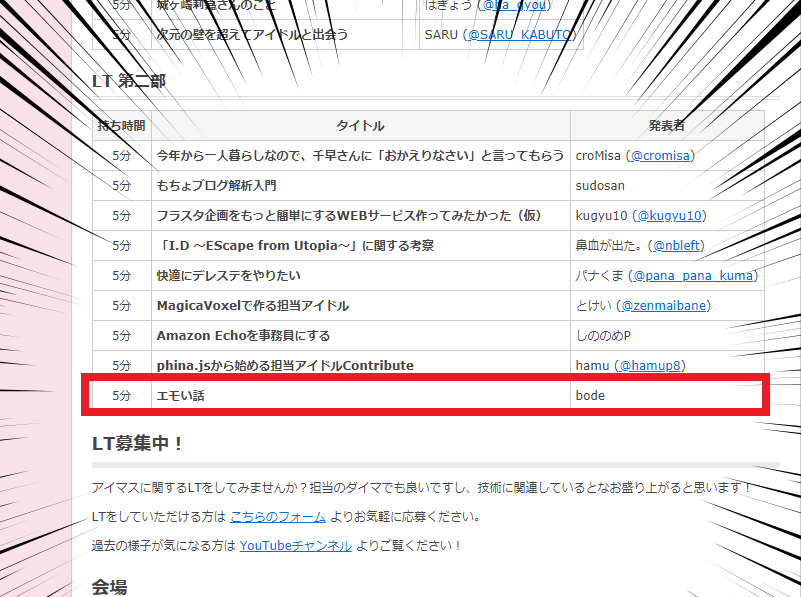 5分 城ヶ崎莉嘉さんのこと はぎょう (@ha_gyou)
5分 次元の壁を超えてアイドルと出会う SARU (@SARU_KABUTO)
LT 第二部
持ち時間 タイトル 発表者
5分 今年から一人暮らしなので、千早さんに「おかえりなさい」と言ってもらう croMisa (@cromisa)
5分 もちょブログ解析入門 sudosan
5分 フラスタ企画をもっと簡単にするWEBサービス作ってみたかった（仮） kugyu10 (@kugyu10)
5分 「I.D ～EScape from Utopia～」に関する考察 鼻血が出た。(@nbleft)
5分 快適にデレステをやりたい パナくま (@pana_pana_kuma)
5分 MagicaVoxelで作る担当アイドル とけい (@zenmaibane)
5分 Amazon Echoを事務員にする しののめP
5分 phina.jsから始める担当アイドルContribute hamu (@hamup8)
5分 エモい話 bode
LT募集中！
アイマスに関するLTをしてみませんか？担当のダイマでも良いですし、技術に関連しているとなお盛り上がると思います！
LTをしていただける方は こちらのフォーム よりお気軽に応募ください。
過去の様子が気になる方は YouTubeチャンネル よりご覧ください！
会場